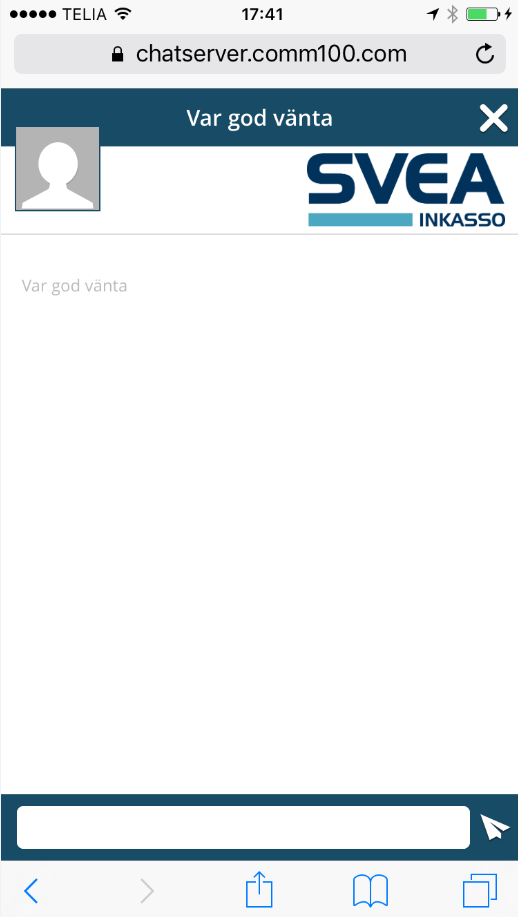 TELIA 17:41
chatserver.comm100.com
Var god vänta
SVEA
INKASSO
Var god vänta